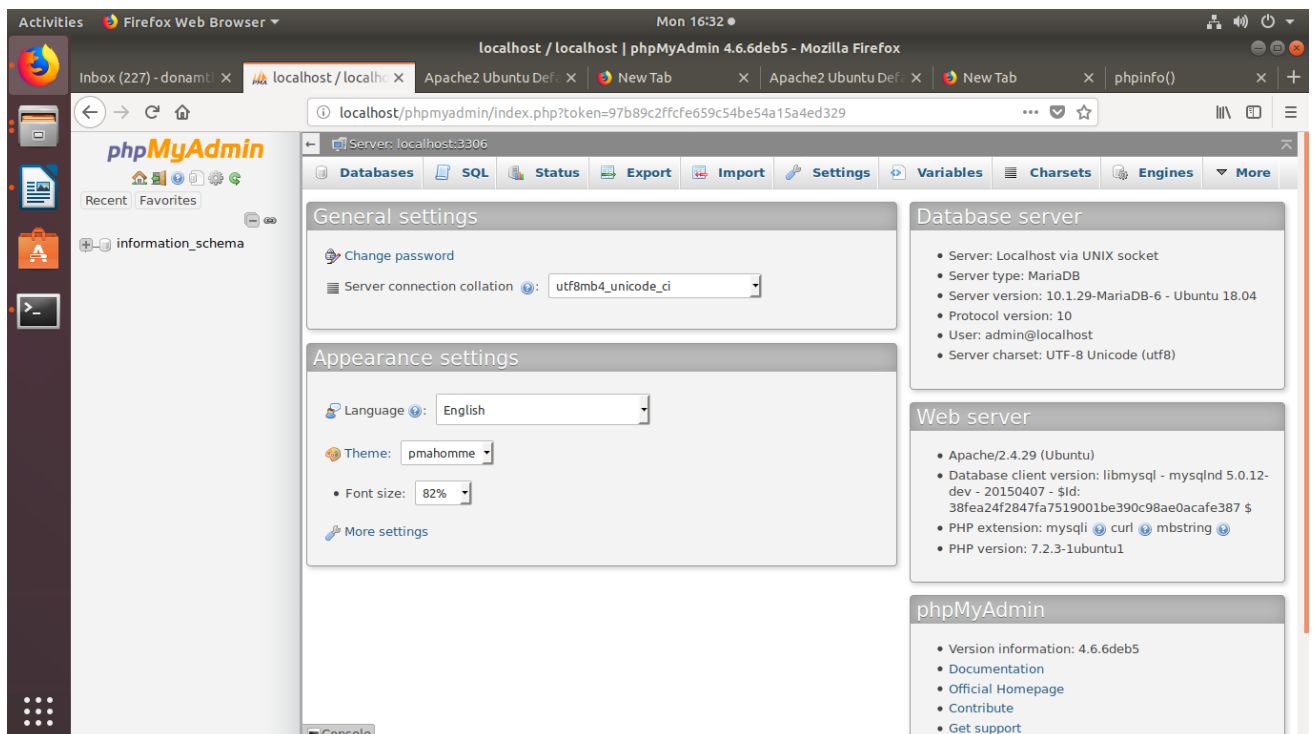 Activities Firefox Web Browser Mon 16:32
localhost / localhost | phpMyAdmin 4.6.6deb5 - Mozilla Firefox
Inbox (227) - donamt localhost / localho Apache2 Ubuntu Defa New Tab Apache2 Ubuntu Defa New Tab phpinfo()
localhost/phpmyadmin/index.php?token=97b89c2ffcfe659c54be54a15a4ed329
phpMyAdmin
Recent Favorites
information_schema
Server: localhost:3306
Databases SQL Status Export Import Settings Variables Charsets Engines More
General settings
Change password
Server connection collation : utf8mb4_unicode_ci
Appearance settings
Language : English
Theme: pmahomme
• Font size: 82%
More settings
Database server
• Server: Localhost via UNIX socket
• Server type: MariaDB
• Server version: 10.1.29-MariaDB-6 - Ubuntu 18.04
• Protocol version: 10
• User: admin@localhost
• Server charset: UTF-8 Unicode (utf8)
Web server
• Apache/2.4.29 (Ubuntu)
• Database client version: libmysql - mysqlnd 5.0.12-
dev - 20150407 - $Id:
38fea24f2847fa7519001be390c98ae0acafe387 $
• PHP extension: mysqli curl mbstring
• PHP version: 7.2.3-1ubuntu1
phpMyAdmin
• Version information: 4.6.6deb5
• Documentation
• Official Homepage
• Contribute
• Get support
Console